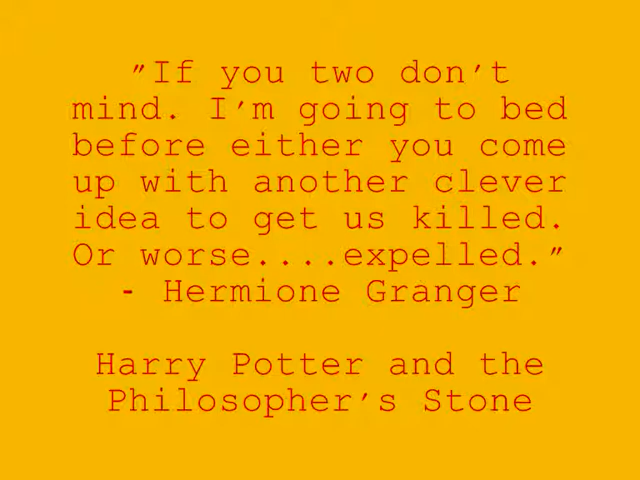 "If you two don't
mind. I'm going to bed
before either you come
up with another clever
idea to get us killed.
Or worse....expelled."
- Hermione Granger
Harry Potter and the
Philosopher's Stone